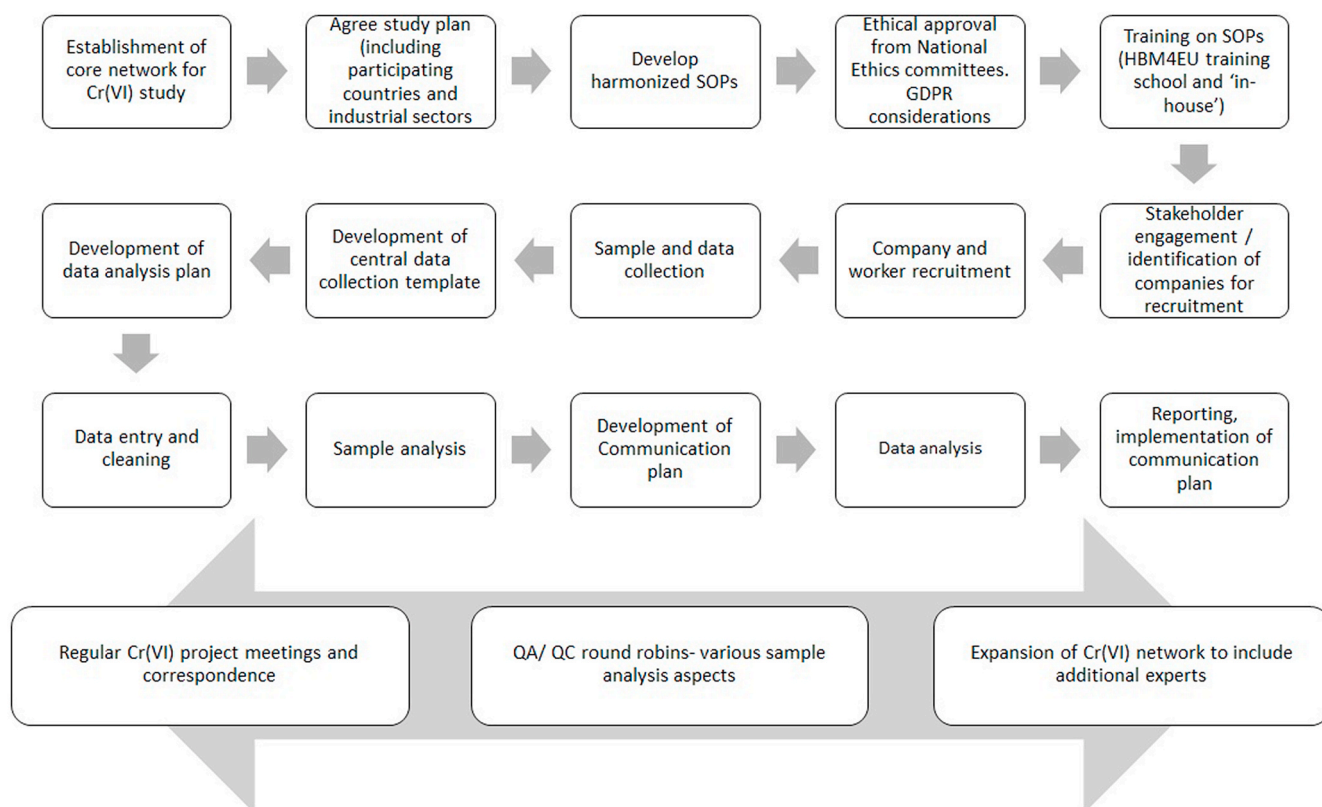 Establishment of
core network for
Cr(VI) study
Agree study plan
(including
participating
countries and
industrial sectors
Develop
harmonized SOPs
Ethical approval
from National
Ethics committees.
GDPR
considerations
Training on SOPs
(HBM4EU training
school and ‘in-
house’)
Stakeholder
engagement /
identification of
companies for
recruitment
Company and
worker recruitment
Sample and data
collection
Development of
central data
collection template
Development of
data analysis plan
Data entry and
cleaning
Sample analysis
Development of
Communication
plan
Data analysis
Reporting,
implementation of
communication
plan
Regular Cr(VI) project meetings and
correspondence
QA/ QC round robins- various sample
analysis aspects
Expansion of Cr(VI) network to include
additional experts